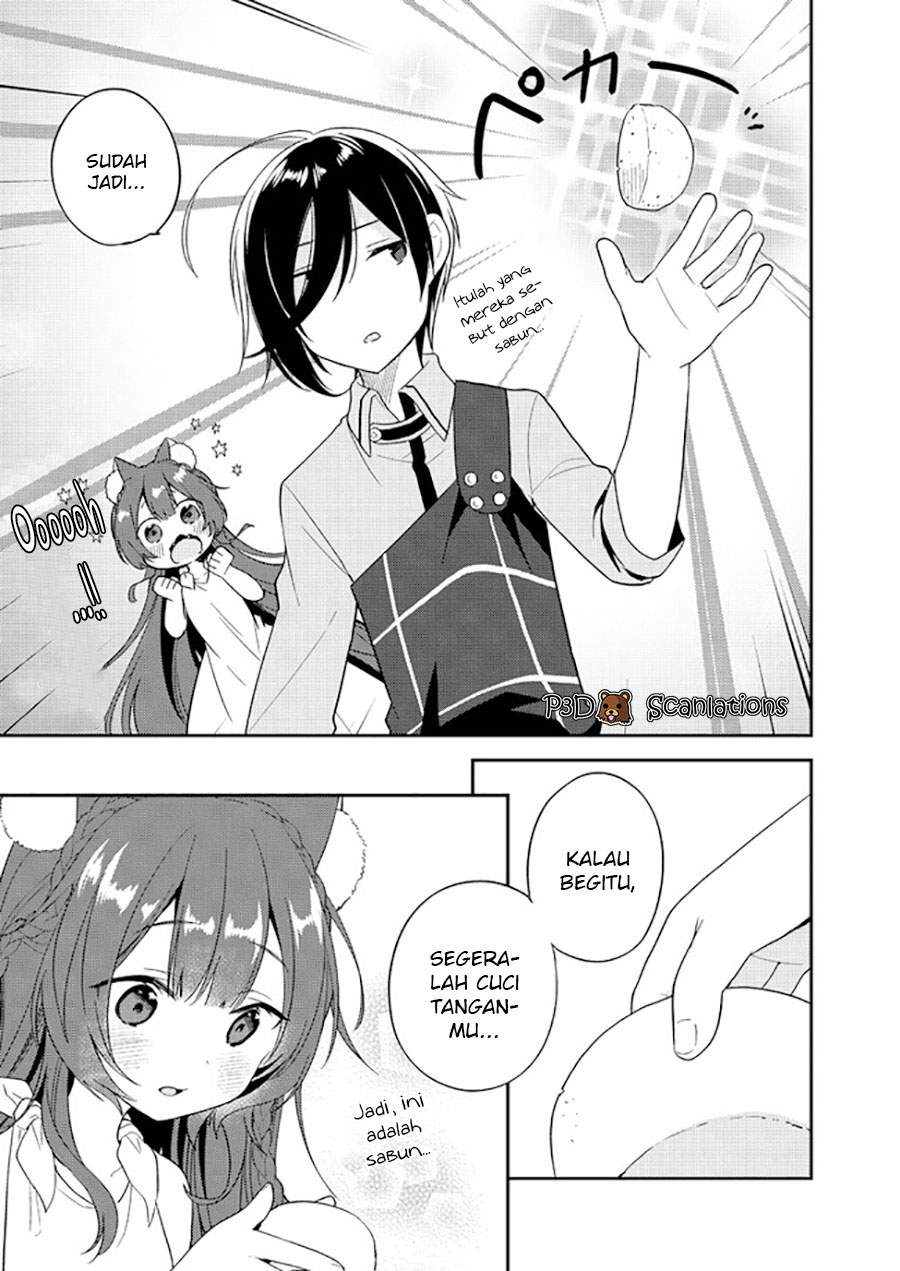 ペカー
SUDAH
JADI...
Itulah yang
mereka se-
but dengan
sabun...
Ooooooh
...!!
P3D Scanlations
KALAU
BEGITU,
SEGERA-
LAH CUCI
TANGAN-
MU...
Jadi, ini
adalah
sabun...